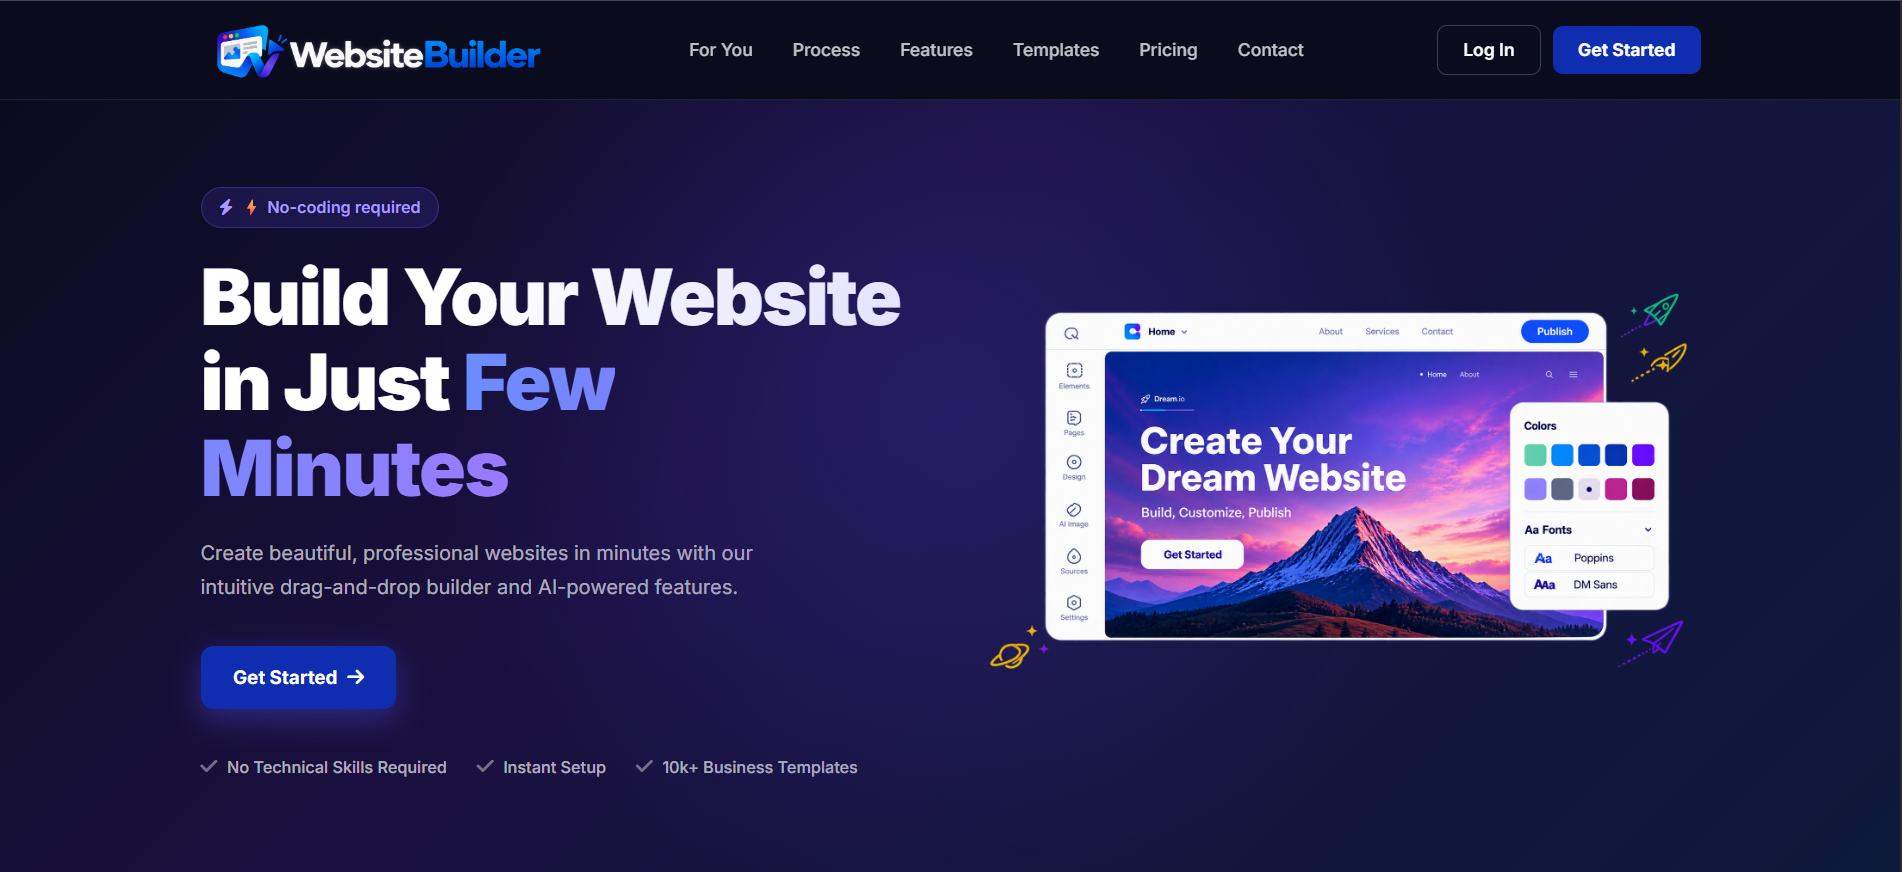 WebsiteBuilder
For You
Process
Features
Templates
Pricing
Contact
Log In
Get Started
No-coding required
Build Your Website
in Just Few
Minutes
Create beautiful, professional websites in minutes with our
intuitive drag-and-drop builder and AI-powered features.
Get Started
No Technical Skills Required
Instant Setup
10k+ Business Templates
Home
About
Services
Contact
Publish
Elements
Pages
Design
AI Image
Sources
Settings
Home
About
Dream.io
Create Your
Dream Website
Build, Customize, Publish
Get Started
Colors
Aa Fonts
Aa Poppins
AAa DM Sans